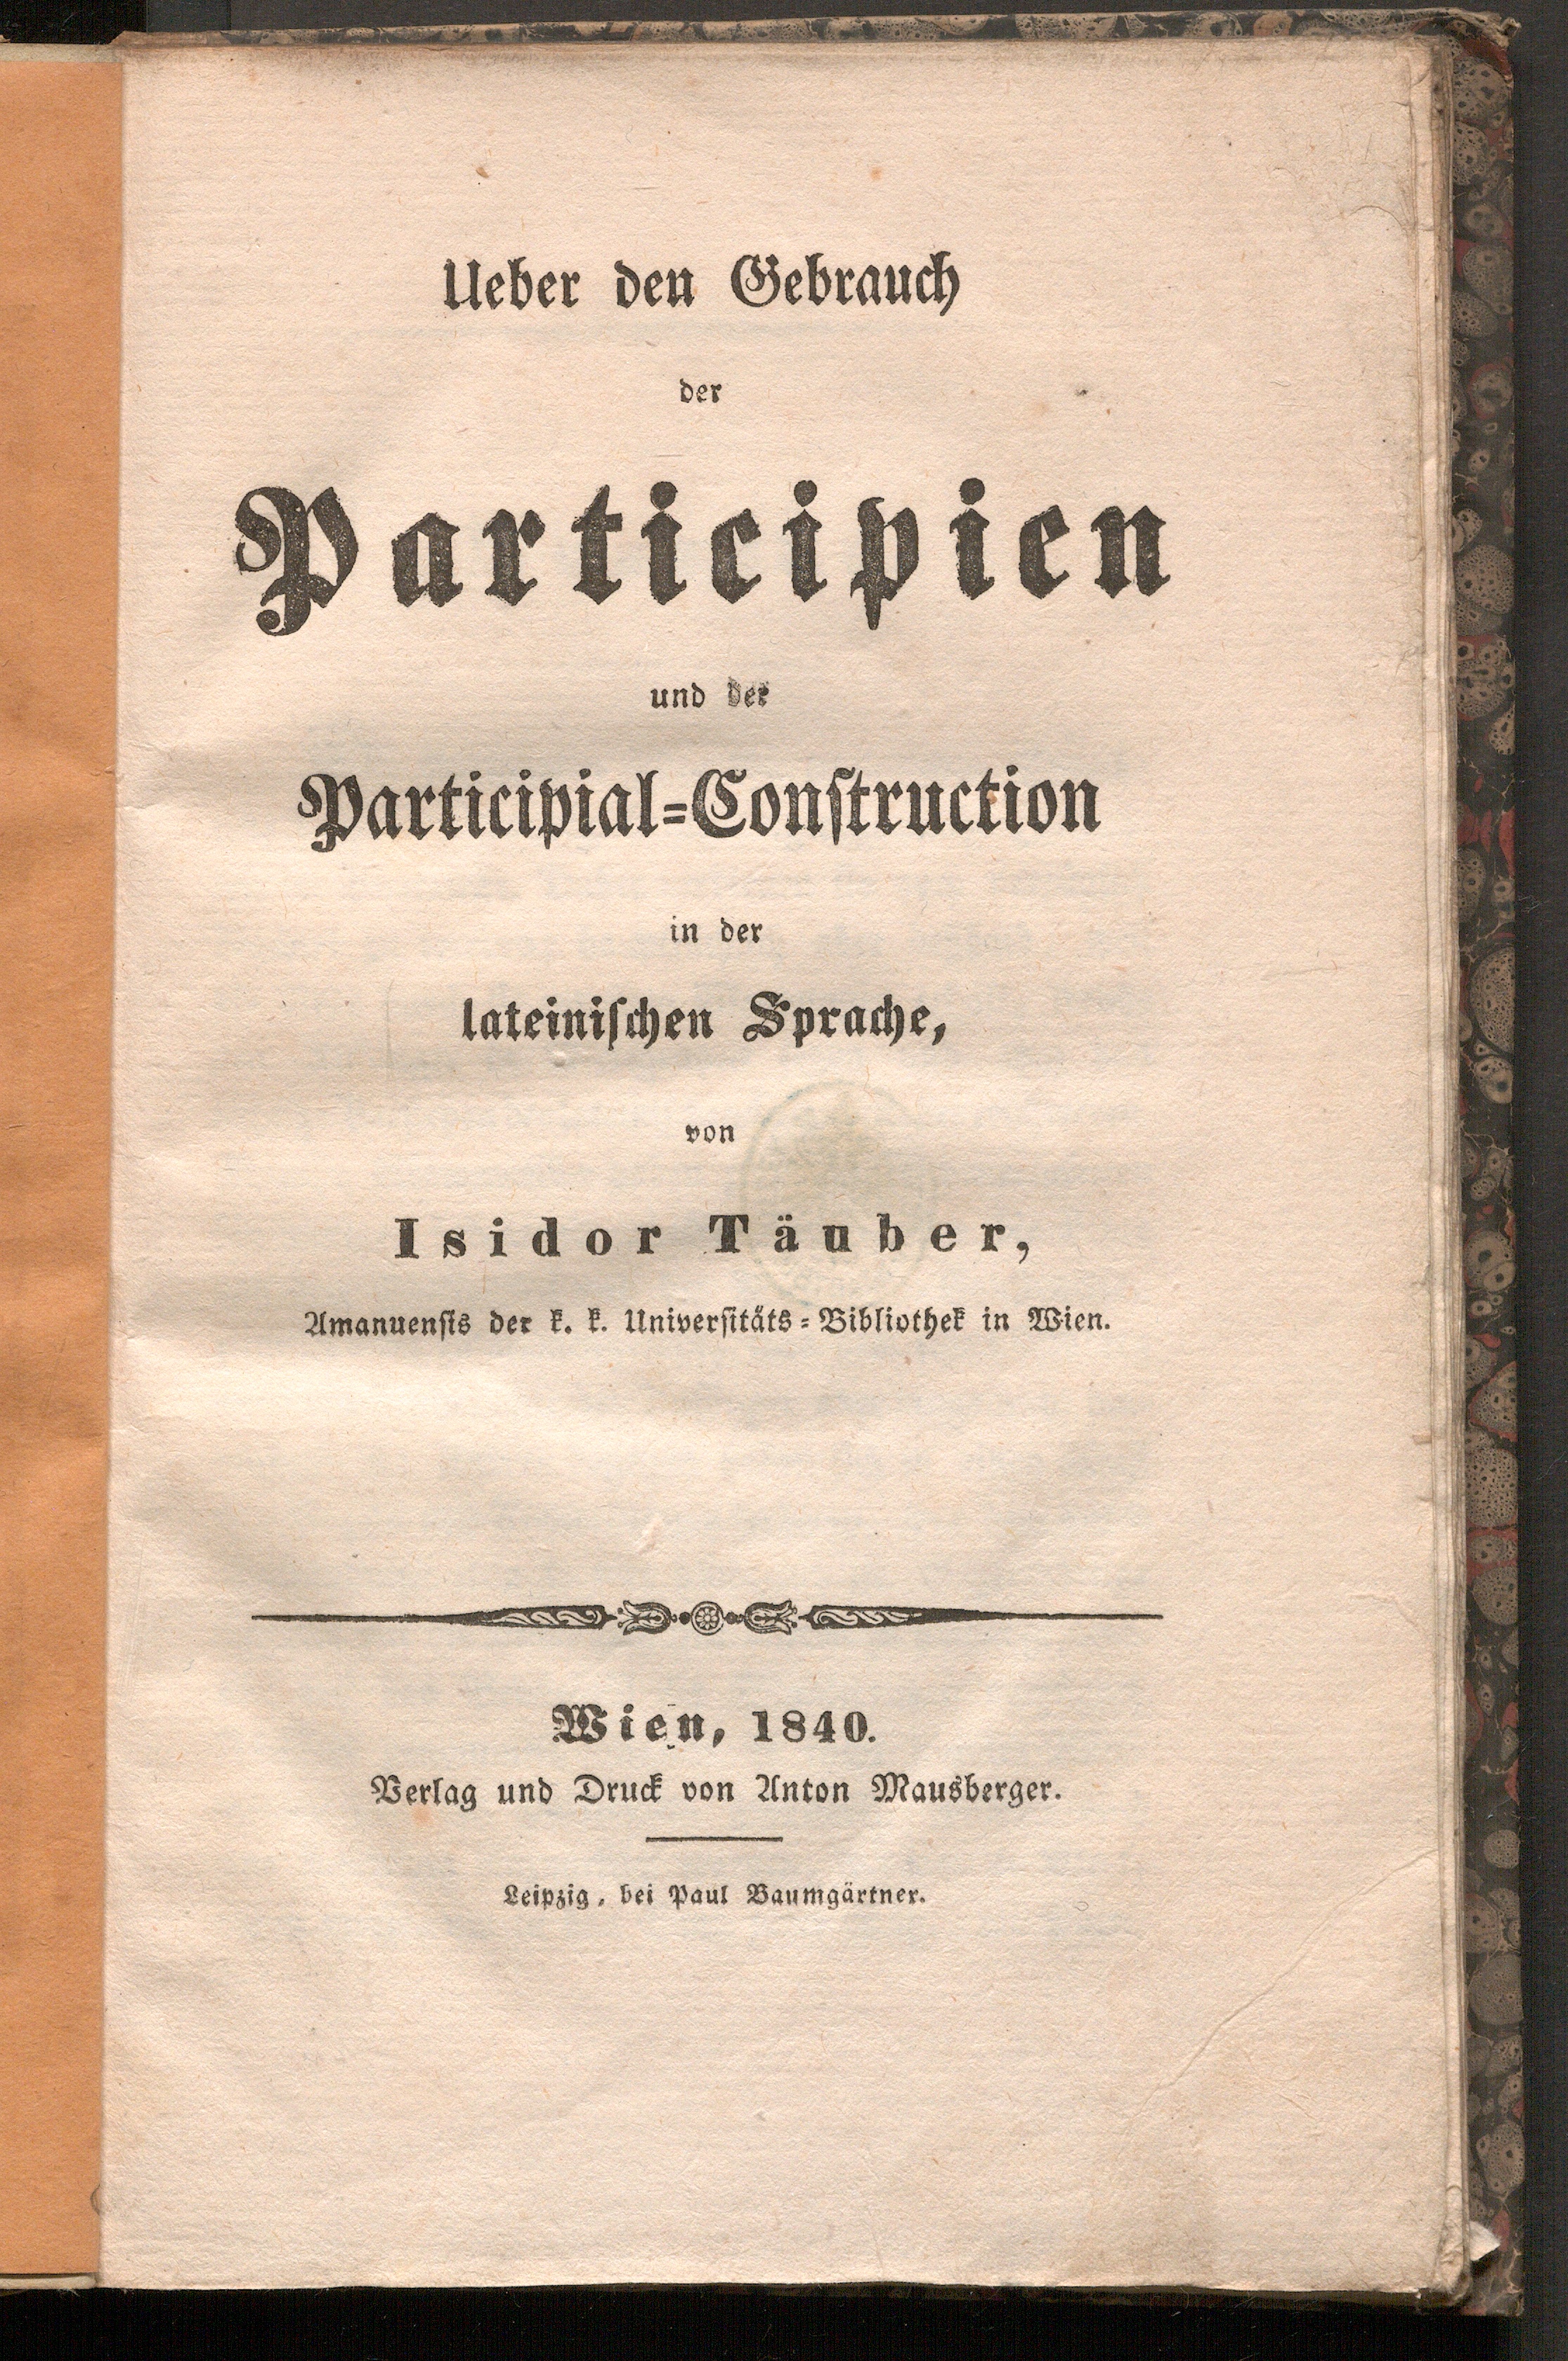 Ueber den Gebrauch
der
Participien
und der
Participial=Conſtruction
in der
lateiniſchen Sprache,
von
Isidor Täuber,
Amanuenſis der k. k. Univerſitäts=Bibliothek in Wien.
Wien, 1840.
Verlag und Druck von Anton Mausberger.
Leipzig, bei Paul Baumgärtner.